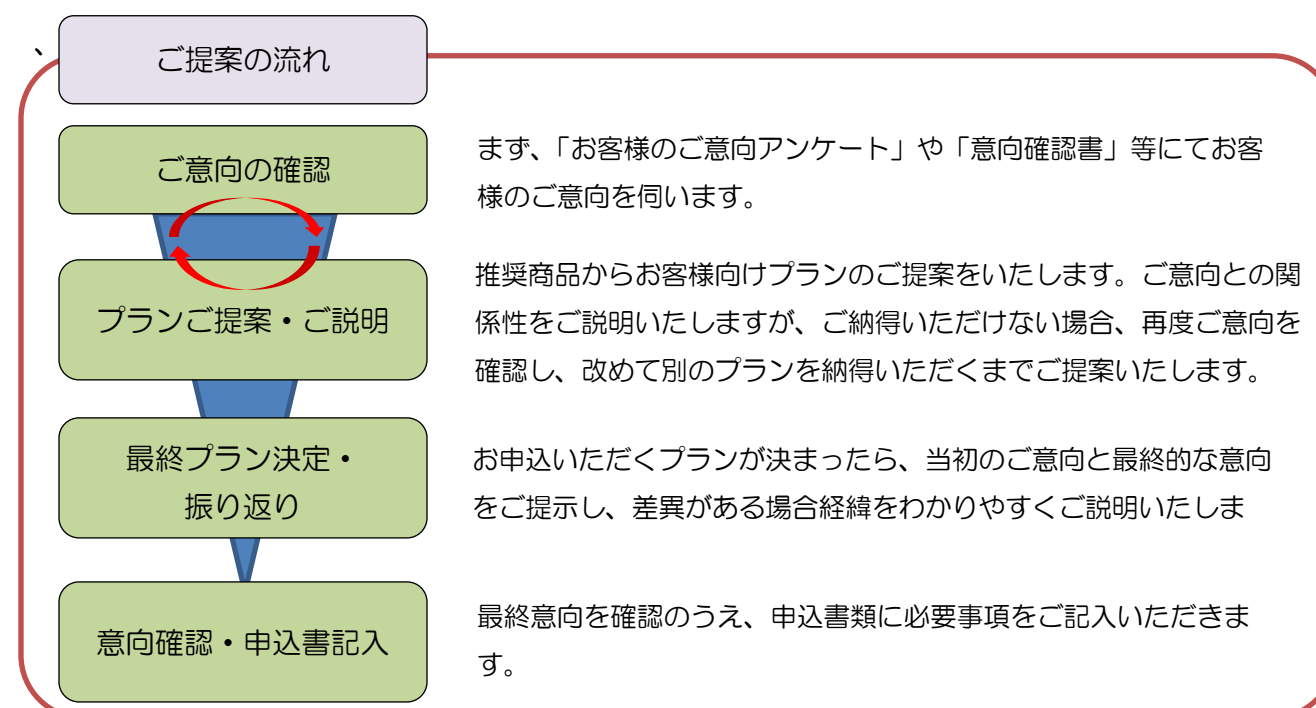 、
ご提案の流れ
ご意向の確認
まず、「お客様のご意向アンケート」や「意向確認書」等にてお客
様のご意向を伺います。
プランご提案・ご説明
推奨商品からお客様向けプランのご提案をいたします。ご意向との関
係性をご説明いたしますが、ご納得いただけない場合、再度ご意向を
確認し、改めて別のプランを納得いただくまでご提案いたします。
最終プラン決定・
振り返り
お申込いただくプランが決まったら、当初のご意向と最終的な意向
をご提示し、差異がある場合経緯をわかりやすくご説明いたしま
意向確認・申込書記入
最終意向を確認のうえ、申込書類に必要事項をご記入いただきま
す。